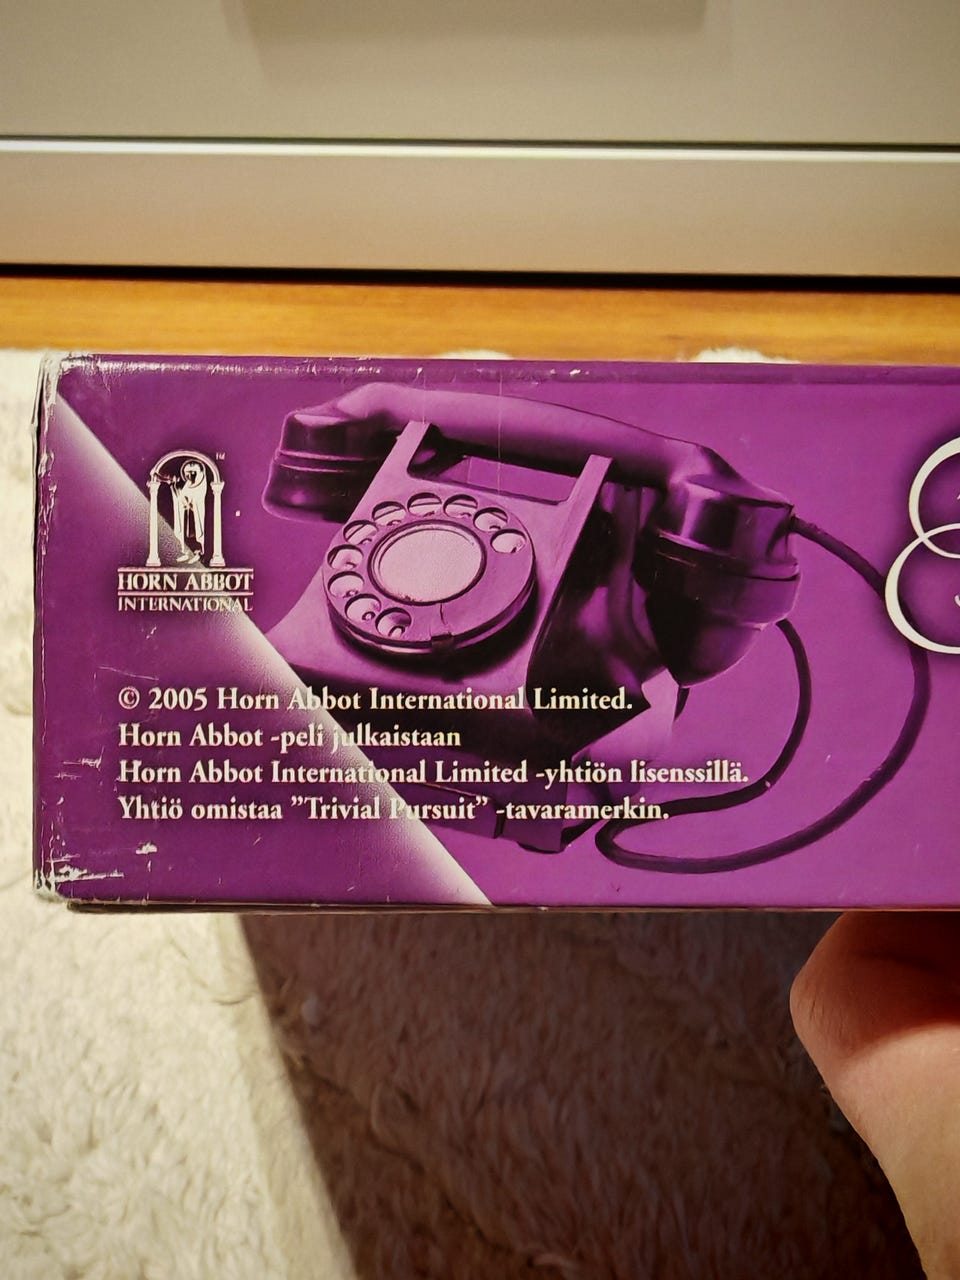 TM
HORN ABBOT
INTERNATIONAL
© 2005 Horn Abbot International Limited.
Horn Abbot -peli julkaistaan
Horn Abbot International Limited -yhtiön lisenssillä.
Yhtiö omistaa ”Trivial Pursuit” -tavaramerkin.